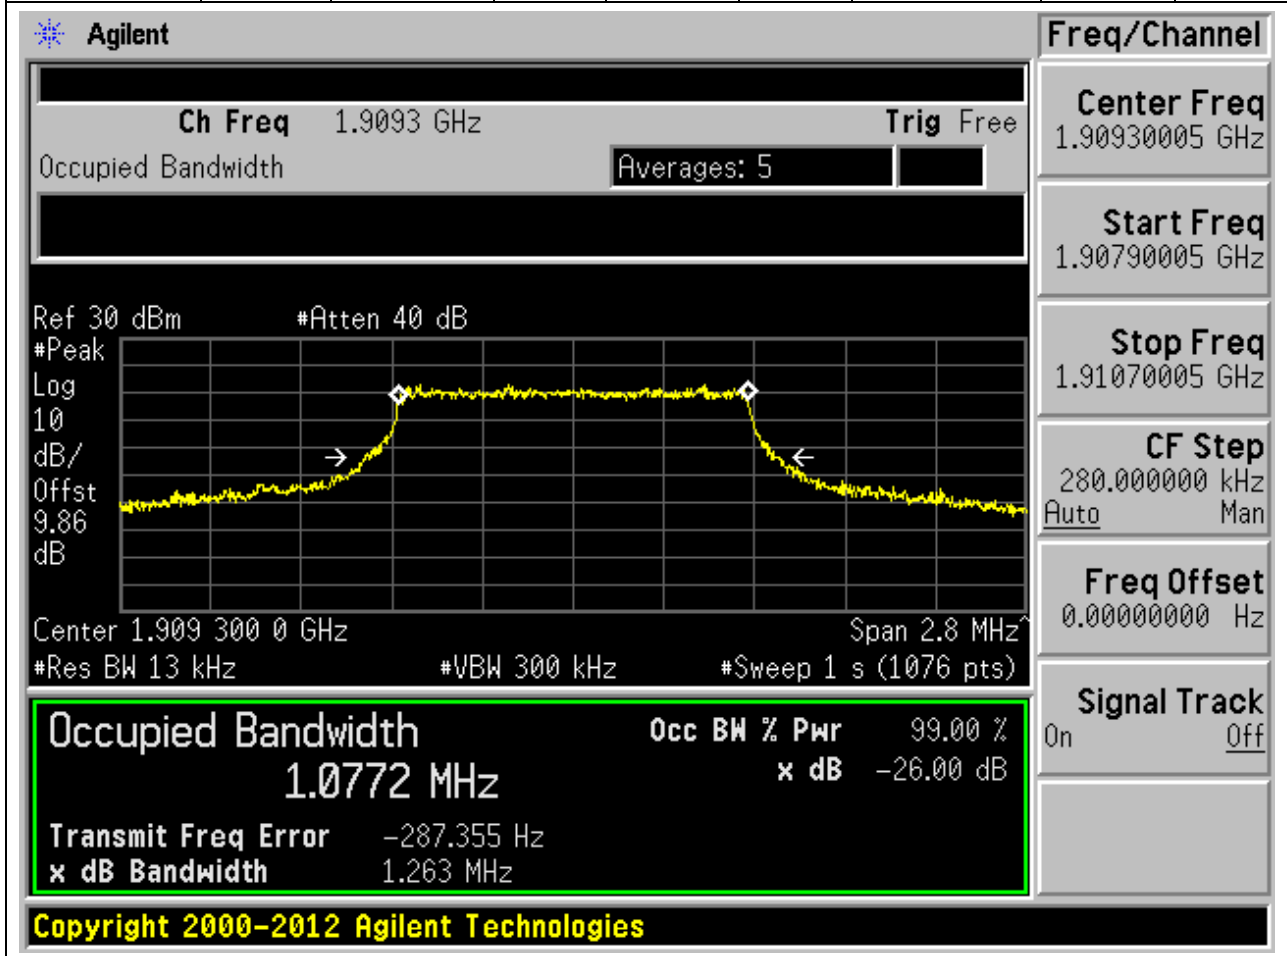 Agilent
Freq/Channel
Ch Freq 1.9093 GHz Trig Free
Occupied Bandwidth Averages: 5
Center Freq
1.90930005 GHz
Start Freq
1.90790005 GHz
Stop Freq
1.91070005 GHz
CF Step
280.000000 kHz
Auto Man
Freq Offset
0.00000000 Hz
Signal Track
On Off
Ref 30 dBm #Atten 40 dB
#Peak
Log
10
dB/
Offst
9.86
dB
Center 1.909 300 0 GHz Span 2.8 MHz^
#Res BW 13 kHz #VBW 300 kHz #Sweep 1 s (1076 pts)
Occupied Bandwidth Occ BW % Pwr 99.00 %
1.0772 MHz x dB -26.00 dB
Transmit Freq Error -287.355 Hz
x dB Bandwidth 1.263 MHz
Copyright 2000-2012 Agilent Technologies